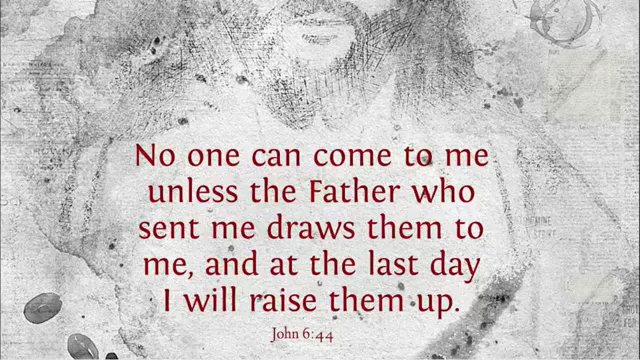 No one can come to me
unless the Father who
sent me draws them to
me, and at the last day
I will raise them up.
John 6:44